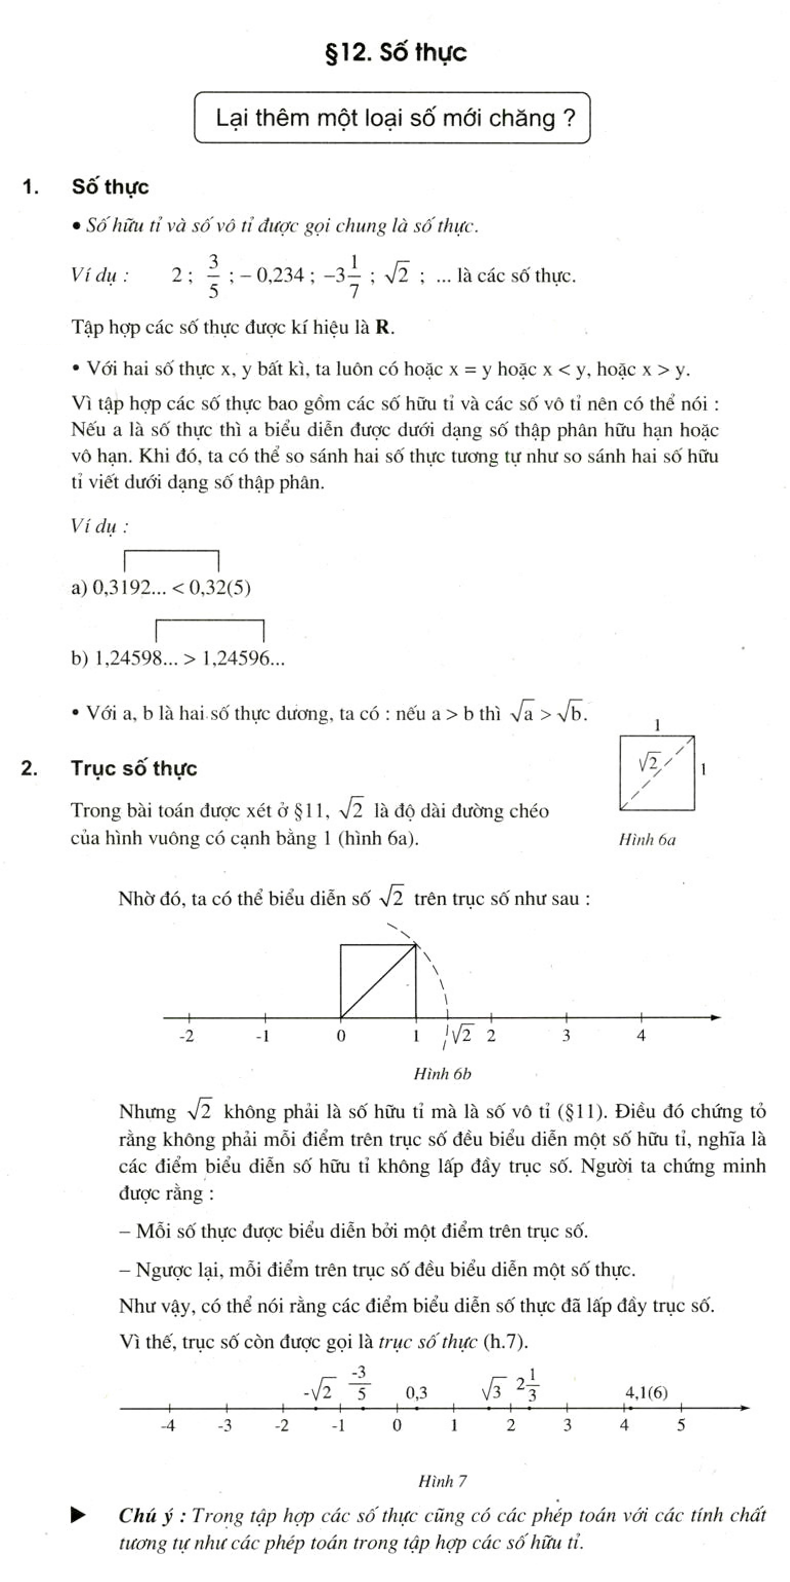 §12. Số thực
Lại thêm một loại số mới chăng ?
1. Số thực
• Số hữu tỉ và số vô tỉ được gọi chung là số thực.
Ví dụ : 2 ; 3/5 ; – 0,234 ; –3 1/7 ; √2 ; ... là các số thực.
Tập hợp các số thực được kí hiệu là R.
• Với hai số thực x, y bất kì, ta luôn có hoặc x = y hoặc x < y, hoặc x > y.
Vì tập hợp các số thực bao gồm các số hữu tỉ và các số vô tỉ nên có thể nói :
Nếu a là số thực thì a biểu diễn được dưới dạng số thập phân hữu hạn hoặc
vô hạn. Khi đó, ta có thể so sánh hai số thực tương tự như so sánh hai số hữu
tỉ viết dưới dạng số thập phân.
Ví dụ :
a) 0,3192... < 0,32(5)
b) 1,24598... > 1,24596...
• Với a, b là hai số thực dương, ta có : nếu a > b thì √a > √b.
1
√2
1
Hình 6a
2. Trục số thực
Trong bài toán được xét ở §11, √2 là độ dài đường chéo
của hình vuông có cạnh bằng 1 (hình 6a).
Nhờ đó, ta có thể biểu diễn số √2 trên trục số như sau :
-2 -1 0 1 √2 2 3 4
Hình 6b
Nhưng √2 không phải là số hữu tỉ mà là số vô tỉ (§11). Điều đó chứng tỏ
rằng không phải mỗi điểm trên trục số đều biểu diễn một số hữu tỉ, nghĩa là
các điểm biểu diễn số hữu tỉ không lấp đầy trục số. Người ta chứng minh
được rằng :
– Mỗi số thực được biểu diễn bởi một điểm trên trục số.
– Ngược lại, mỗi điểm trên trục số đều biểu diễn một số thực.
Như vậy, có thể nói rằng các điểm biểu diễn số thực đã lấp đầy trục số.
Vì thế, trục số còn được gọi là trục số thực (h.7).
-√2 -3/5 0,3 √3 2 1/3 4,1(6)
-4 -3 -2 -1 0 1 2 3 4 5
Hình 7
▶ Chú ý : Trong tập hợp các số thực cũng có các phép toán với các tính chất
tương tự như các phép toán trong tập hợp các số hữu tỉ.